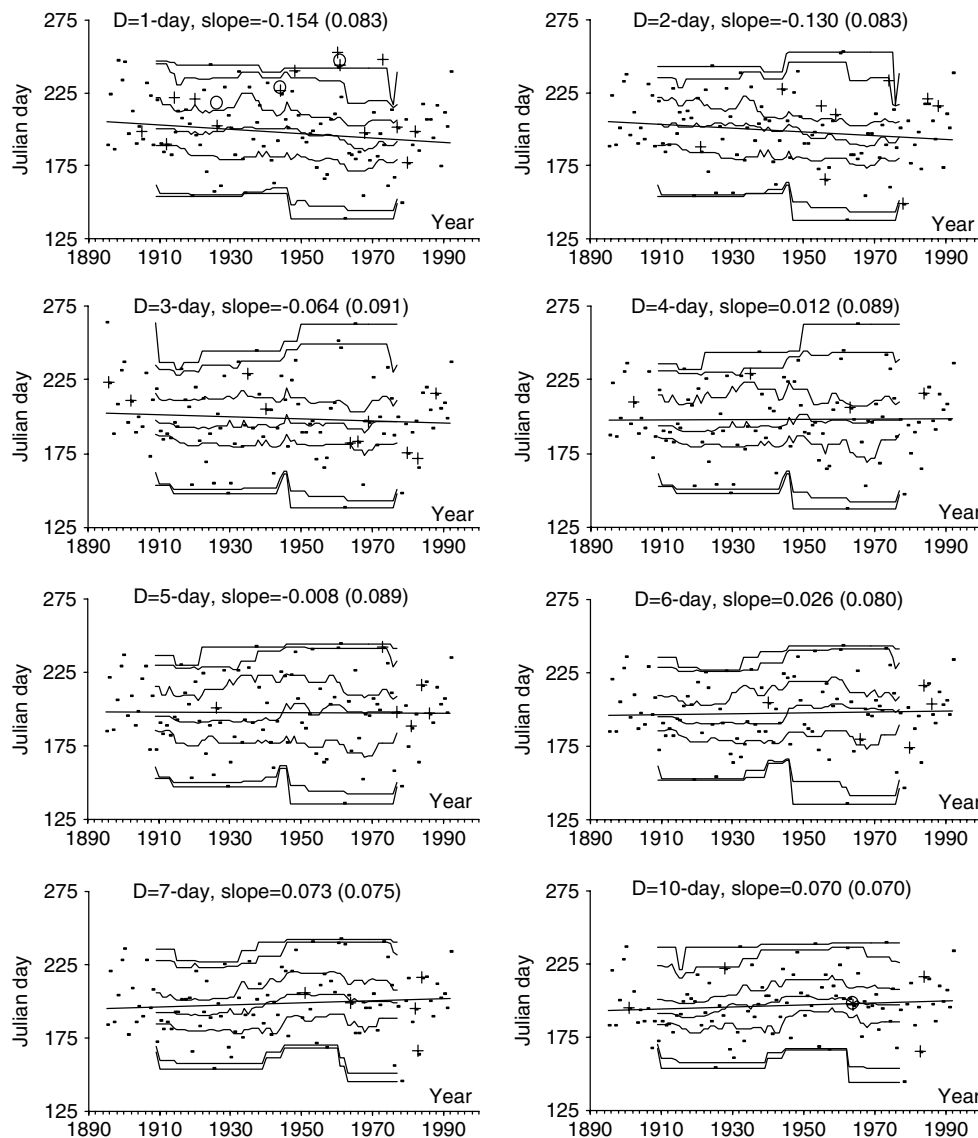 D=1-day, slope=-0.154 (0.083)
275
225
175
125
Julian day
Year
1890 1910 1930 1950 1970 1990
D=2-day, slope=-0.130 (0.083)
275
225
175
125
Julian day
Year
1890 1910 1930 1950 1970 1990
D=3-day, slope=-0.064 (0.091)
275
225
175
125
Julian day
Year
1890 1910 1930 1950 1970 1990
D=4-day, slope=0.012 (0.089)
275
225
175
125
Julian day
Year
1890 1910 1930 1950 1970 1990
D=5-day, slope=-0.008 (0.089)
275
225
175
125
Julian day
Year
1890 1910 1930 1950 1970 1990
D=6-day, slope=0.026 (0.080)
275
225
175
125
Julian day
Year
1890 1910 1930 1950 1970 1990
D=7-day, slope=0.073 (0.075)
275
225
175
125
Julian day
Year
1890 1910 1930 1950 1970 1990
D=10-day, slope=0.070 (0.070)
275
225
175
125
Julian day
Year
1890 1910 1930 1950 1970 1990